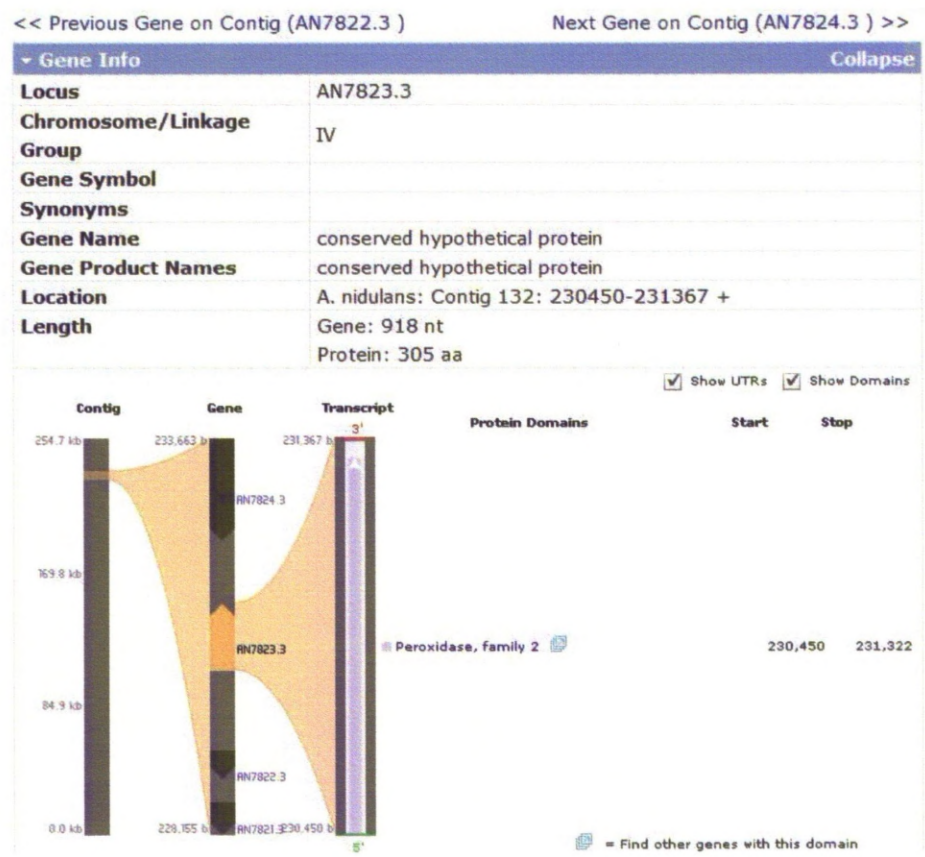 << Previous Gene on Contig (AN7822.3 ) Next Gene on Contig (AN7824.3 ) >>
Gene Info Collapse
Locus AN7823.3
Chromosome/Linkage Group IV
Gene Symbol
Synonyms
Gene Name conserved hypothetical protein
Gene Product Names conserved hypothetical protein
Location A. nidulans: Contig 132: 230450-231367 +
Length Gene: 918 nt
Protein: 305 aa
Show UTRs Show Domains
Contig Gene Transcript Protein Domains Start Stop
3'
254.7 kb 233,663 b 231,367 b
AN7824.3
169.8 kb
AN7823.3 Peroxidase, family 2 230,450 231,322
84.9 kb
AN7822.3
0.0 kb 228,155 b AN7821.3 230,450 b
5'
= Find other genes with this domain